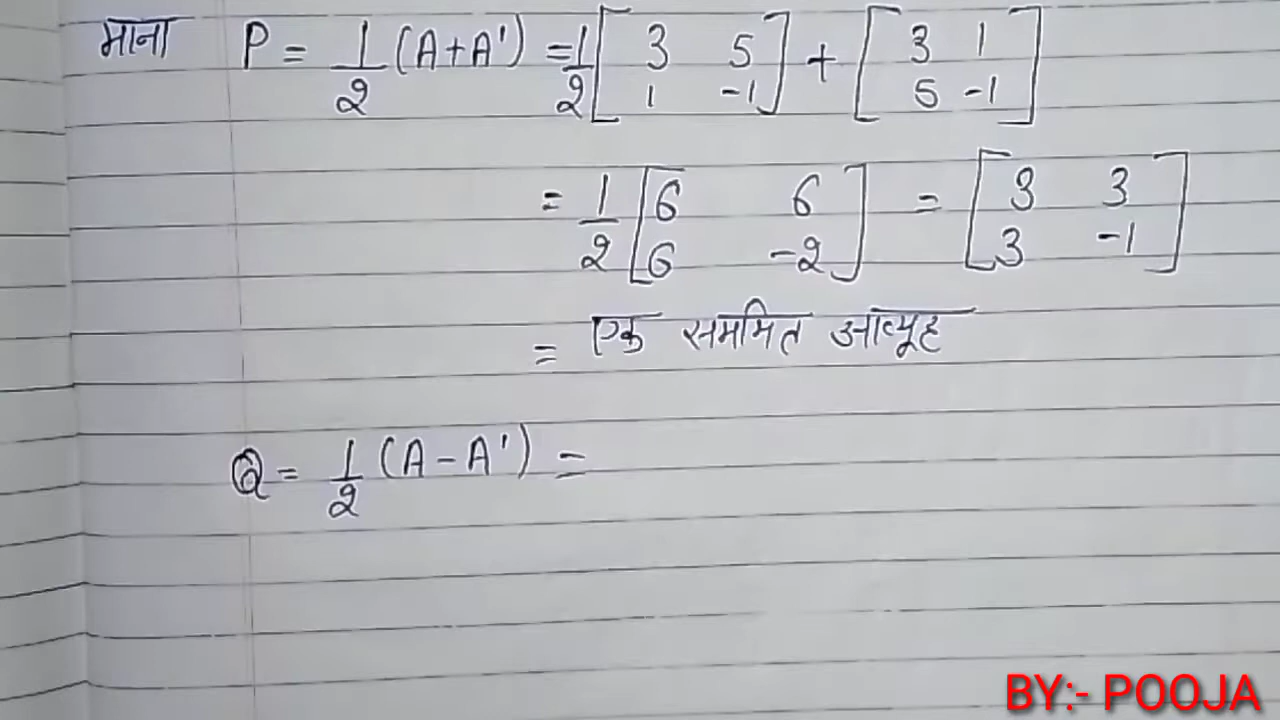 माना P = 1/2 (A+A') = 1/2 [3 5; 1 -1] + [3 1; 5 -1]
= 1/2 [6 6; 6 -2] = [3 3; 3 -1]
= एक सममित आव्यूह
Q = 1/2 (A-A') =
BY:- POOJA